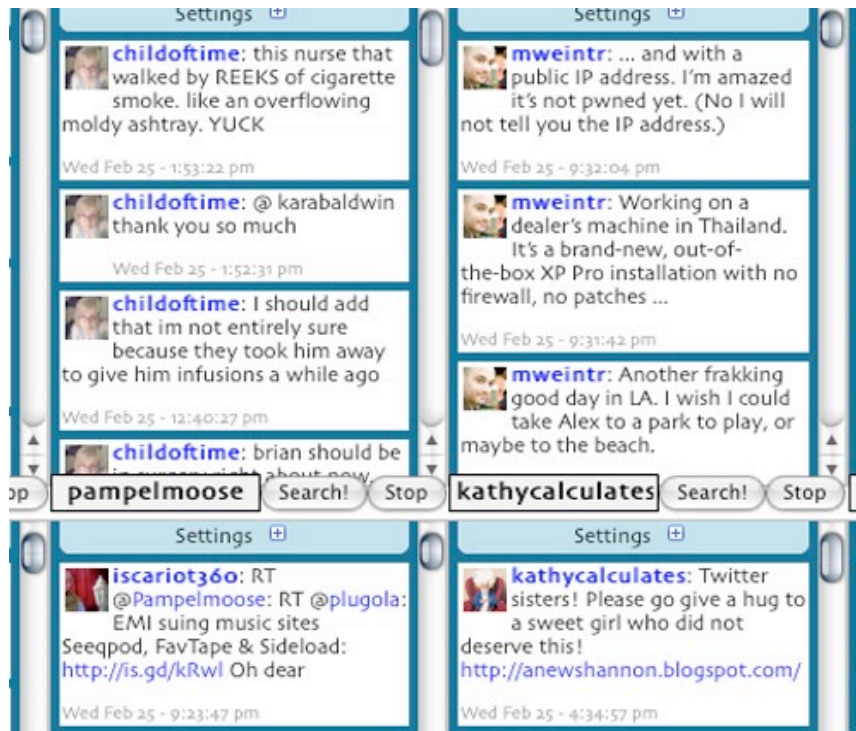 Settings
childoftime: this nurse that
walked by REEKS of cigarette
smoke. like an overflowing
moldy ashtray. YUCK
Wed Feb 25 - 1:53:22 pm
childoftime: @ karabaldwin
thank you so much
Wed Feb 25 - 1:52:31 pm
childoftime: I should add
that im not entirely sure
because they took him away
to give him infusions a while ago
Wed Feb 25 - 12:40:27 pm
childoftime: brian should be
in surgery right about now,
Settings
mweintr: ... and with a
public IP address. I'm amazed
it's not pwned yet. (No I will
not tell you the IP address.)
Wed Feb 25 - 9:32:04 pm
mweintr: Working on a
dealer's machine in Thailand.
It's a brand-new, out-of-
the-box XP Pro installation with no
firewall, no patches ...
Wed Feb 25 - 9:31:42 pm
mweintr: Another frakking
good day in LA. I wish I could
take Alex to a park to play, or
maybe to the beach.
op
pampelmoose Search! Stop
kathycalculates Search! Stop
Settings
iscariot360: RT
@Pampelmoose: RT @plugola:
EMI suing music sites
Seeqpod, FavTape & Sideload:
http://is.gd/kRwl Oh dear
Wed Feb 25 - 9:23:47 pm
Settings
kathycalculates: Twitter
sisters! Please go give a hug to
a sweet girl who did not
deserve this!
http://anewshannon.blogspot.com/
Wed Feb 25 - 4:34:57 pm